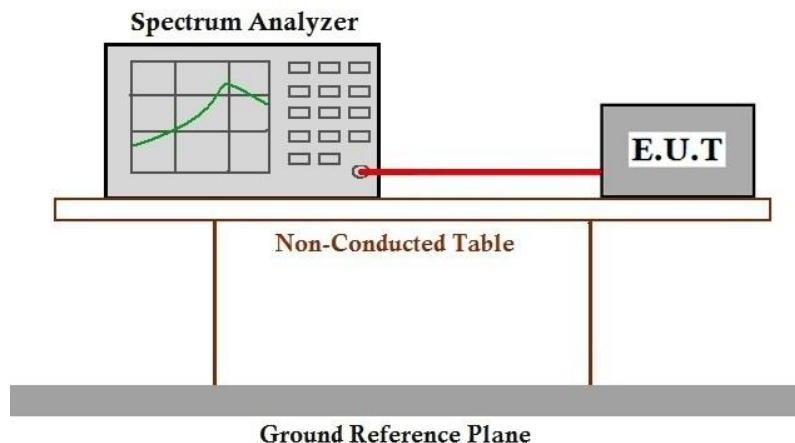 Spectrum Analyzer
E.U.T
Non-Conducted Table
Ground Reference Plane